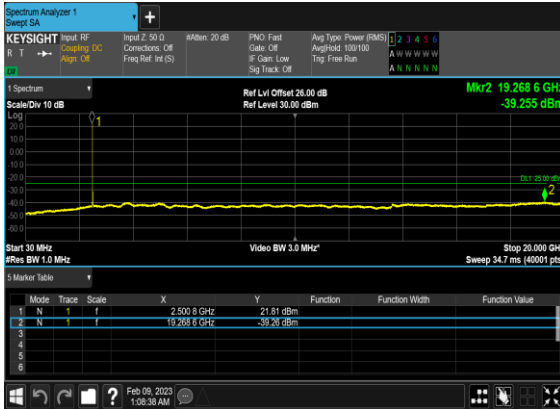 Spectrum Analyzer 1
Swept SA
KEYSIGHT Input: RF Input Z: 50 Ω #Atten: 20 dB PNO: Fast Avg Type: Power (RMS) 1 2 3 4 5 6
R T Coupling: DC Corrections: Off Gate: Off Avg|Hold: 100/100 A W W W W W
Align: Off Freq Ref: Int (S) IF Gain: Low Trig: Free Run
Sig Track: Off A N N N N N
1 Spectrum Ref Lvl Offset 26.00 dB Mkr2 19.268 6 GHz
Scale/Div 10 dB Ref Level 30.00 dBm -39.255 dBm
Log
20.0
10.0
0.00
-10.0
-20.0
-30.0
-40.0
-50.0
-60.0
1
2
Start 30 MHz Video BW 3.0 MHz* Stop 20.000 GHz
#Res BW 1.0 MHz Sweep 34.7 ms (40001 pts)
5 Marker Table
Mode Trace Scale X Y Function Function Width Function Value
1 N 1 f 2.500 8 GHz 21.81 dBm
2 N 1 f 19.268 6 GHz -39.26 dBm
3
4
5
6
Feb 09, 2023
1:08:38 AM